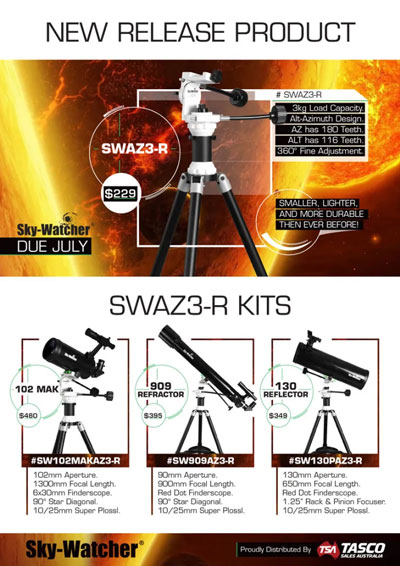 NEW RELEASE PRODUCT
# SWAZ3-R
3kg Load Capacity.
Alt-Azimuth Design.
AZ has 180 Teeth.
ALT has 116 Teeth.
360° Fine Adjustment.
SWAZ3-R
$229
SMALLER, LIGHTER,
AND MORE DURABLE
THEN EVER BEFORE!
Sky-Watcher®
DUE JULY
SWAZ3-R KITS
102 MAK
$460
#SW102MAKAZ3-R
102mm Aperture.
1300mm Focal Length.
6x30mm Finderscope.
90° Star Diagonal.
10/25mm Super Plossl.
909
REFRACTOR
$395
#SW909AZ3-R
90mm Aperture.
900mm Focal Length.
Red Dot Finderscope.
90° Star Diagonal.
10/25mm Super Plossl.
130
REFLECTOR
$349
#SW130PAZ3-R
130mm Aperture.
650mm Focal Length.
Red Dot Finderscope.
1.25" Rack & Pinion Focuser.
10/25mm Super Plossl.
Sky-Watcher®
Proudly Distributed By
TSA
TASCO
SALES AUSTRALIA